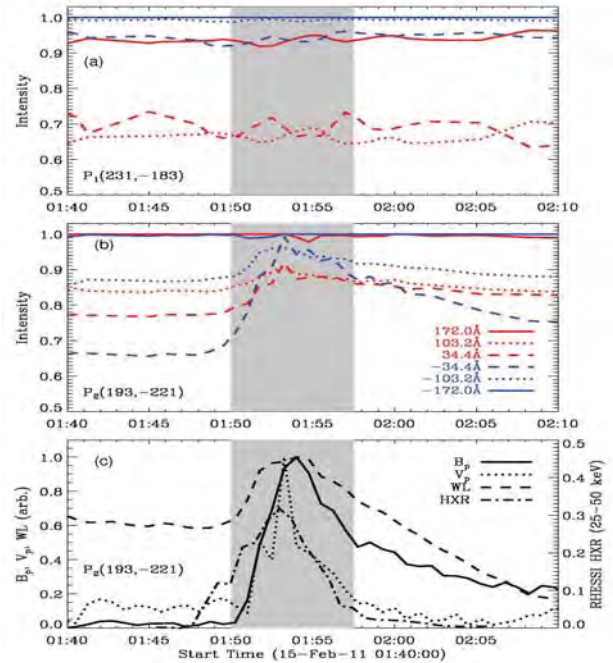 1.0
0.9
0.8
0.7
0.6
0.5
Intensity
(a)
P₁(231,−183)
01:40 01:45 01:50 01:55 02:00 02:05 02:10
1.0
0.9
0.8
0.7
0.6
0.5
Intensity
(b)
P₂(193,−221)
172.0Å
103.2Å
34.4Å
−34.4Å
−103.2Å
−172.0Å
01:40 01:45 01:50 01:55 02:00 02:05 02:10
1.0
0.8
0.6
0.4
0.2
0.0
Bₚ, Vₚ, WL (arb.)
(c)
P₂(193,−221)
Bₚ
Vₚ
WL
HXR
0.5
0.4
0.3
0.2
0.1
0.0
RHESSI HXR (25−50 keV)
01:40 01:45 01:50 01:55 02:00 02:05
Start Time (15−Feb−11 01:40:00)